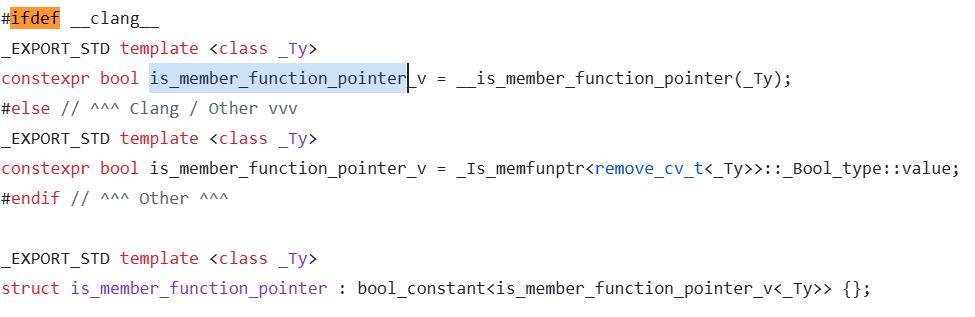 #ifdef __clang__
_EXPORT_STD template <class _Ty>
constexpr bool is_member_function_pointer_v = __is_member_function_pointer(_Ty);
#else // ^^^ Clang / Other vvv
_EXPORT_STD template <class _Ty>
constexpr bool is_member_function_pointer_v = _Is_memfunptr<remove_cv_t<_Ty>>::_Bool_type::value;
#endif // ^^^ Other ^^^
_EXPORT_STD template <class _Ty>
struct is_member_function_pointer : bool_constant<is_member_function_pointer_v<_Ty>> {};